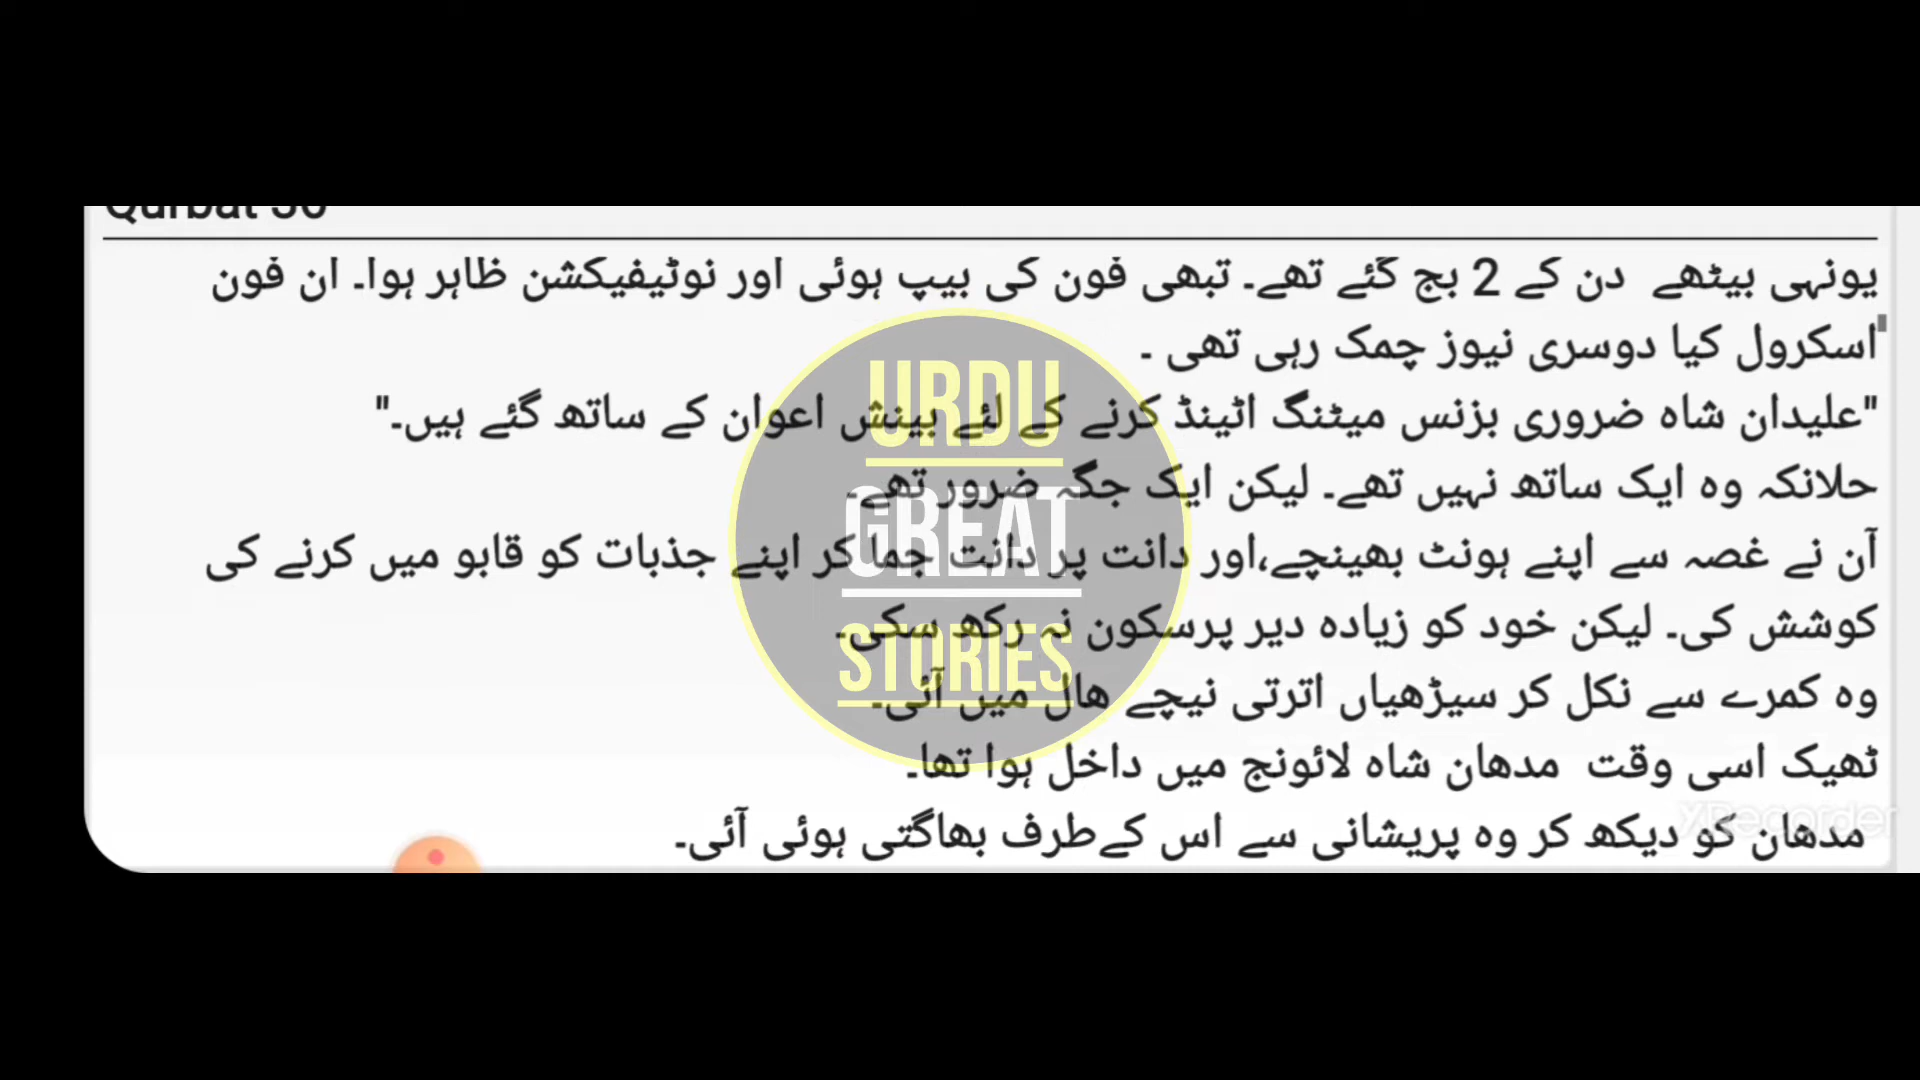 Qurbat 30
یونہی بیٹھے دن کے 2 بج گئے تھے۔ تبھی فون کی بیپ ہوئی اور نوٹیفیکشن ظاہر ہوا۔ ان فون
اسکرول کیا دوسری نیوز چمک رہی تھی ۔
"علیدان شاہ ضروری بزنس میٹنگ اٹینڈ کرنے کے لئے بینش اعوان کے ساتھ گئے ہیں۔"
حلانکہ وہ ایک ساتھ نہیں تھے۔ لیکن ایک جگہ ضرور تھے۔
آن نے غصہ سے اپنے ہونٹ بھینچے،اور دانت پر دانت جما کر اپنے جذبات کو قابو میں کرنے کی
کوشش کی۔ لیکن خود کو زیادہ دیر پرسکون نہ رکھ سکی۔
وہ کمرے سے نکل کر سیڑھیاں اترتی نیچے ھال میں آئی۔
ٹھیک اسی وقت مدھان شاہ لائونج میں داخل ہوا تھا۔
مدھان کو دیکھ کر وہ پریشانی سے اس کےطرف بھاگتی ہوئی آئی۔
URDU
GREAT
STORIES
XRecorder